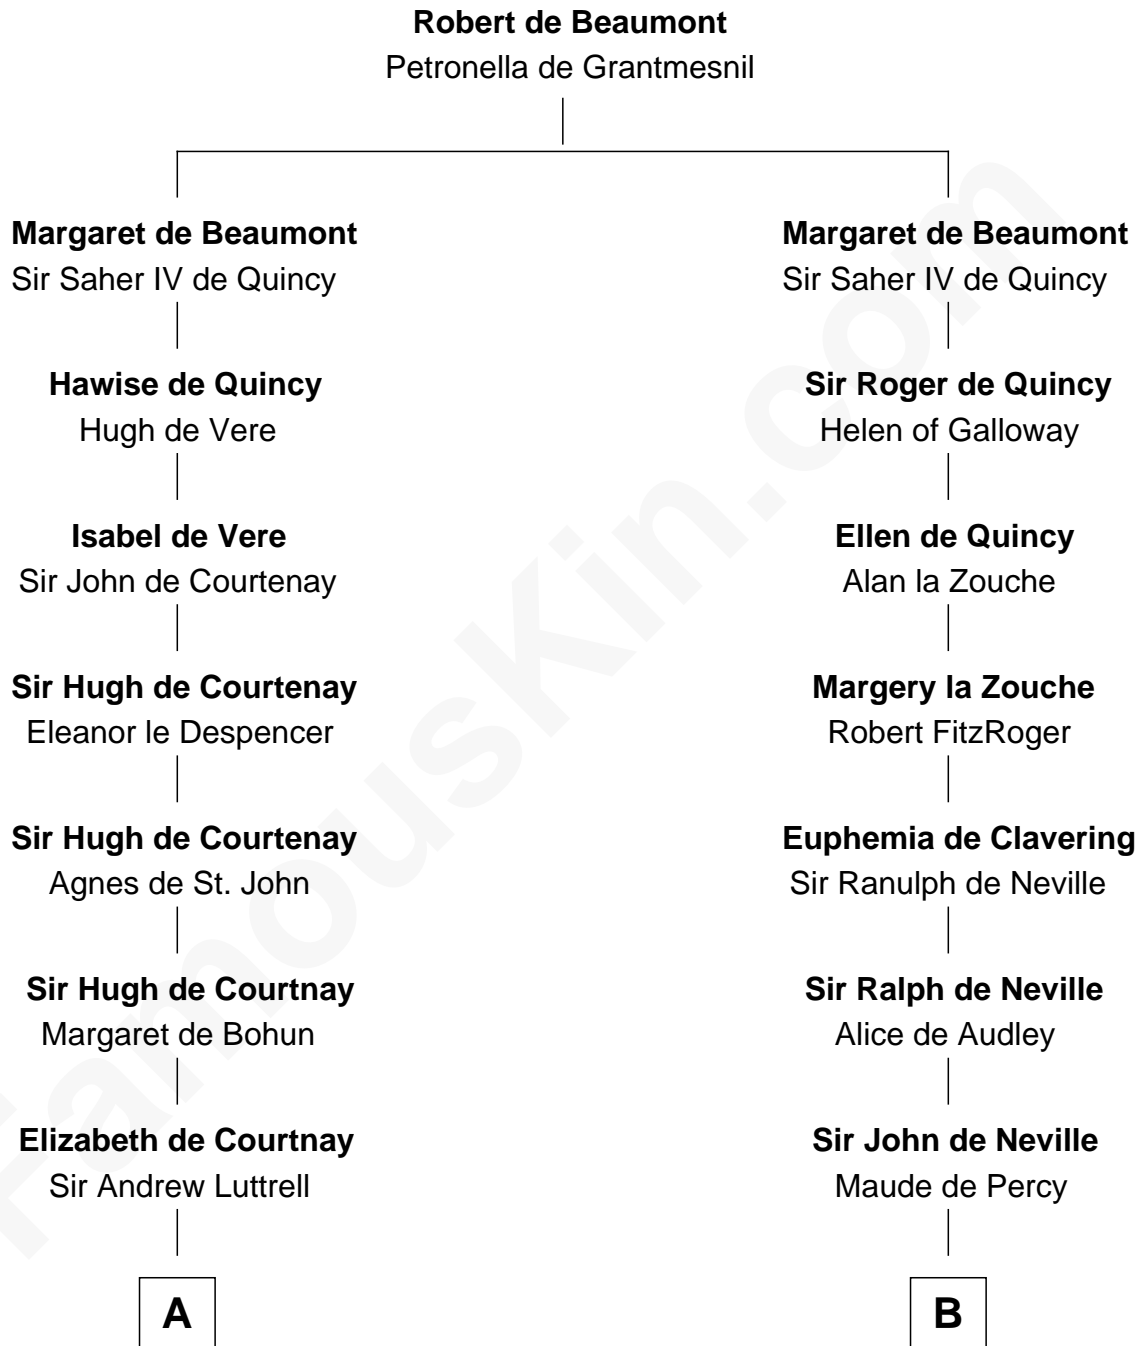 Robert de Beaumont
Petronella de Grantmesnil
Margaret de Beaumont
Sir Saher IV de Quincy
Hawise de Quincy
Hugh de Vere
Isabel de Vere
Sir John de Courtenay
Sir Hugh de Courtenay
Eleanor le Despencer
Sir Hugh de Courtenay
Agnes de St. John
Sir Hugh de Courtnay
Margaret de Bohun
Elizabeth de Courtnay
Sir Andrew Luttrell
A
Margaret de Beaumont
Sir Saher IV de Quincy
Sir Roger de Quincy
Helen of Galloway
Ellen de Quincy
Alan la Zouche
Margery la Zouche
Robert FitzRoger
Euphemia de Clavering
Sir Ranulph de Neville
Sir Ralph de Neville
Alice de Audley
Sir John de Neville
Maude de Percy
B
FamousKin.com